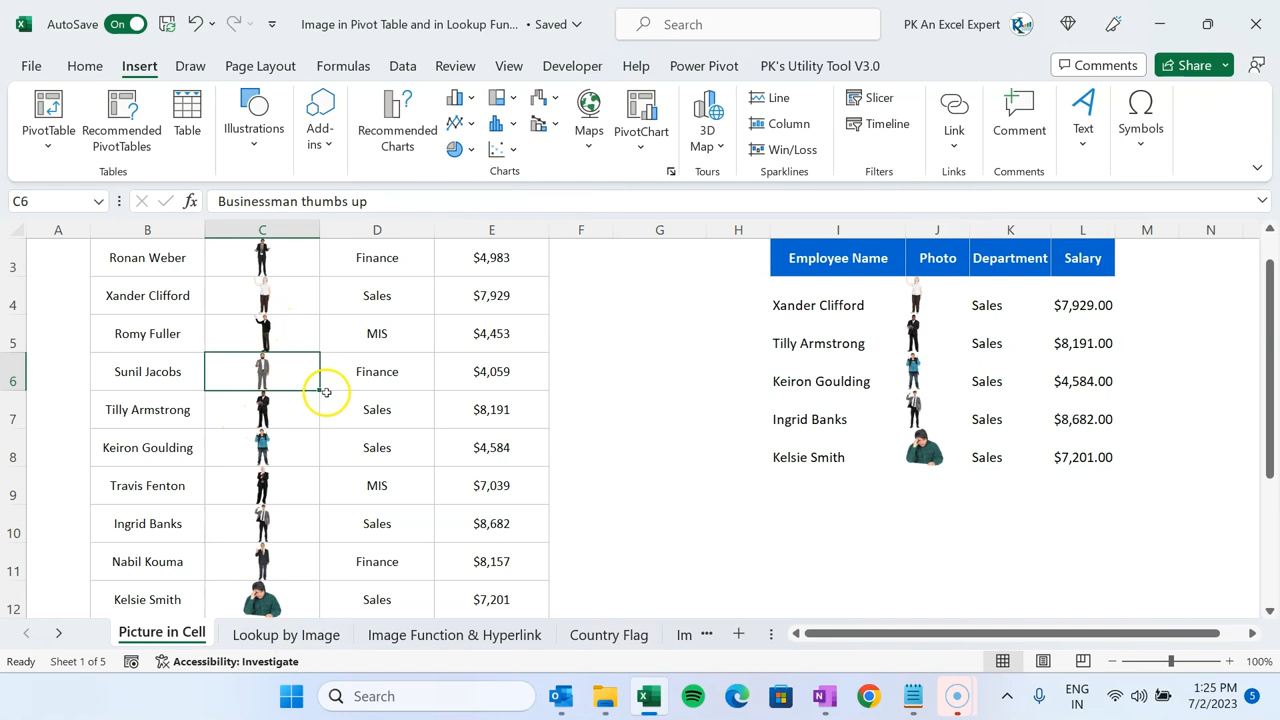 AutoSave On Image in Pivot Table and in Lookup Fun... • Saved Search PK An Excel Expert
File Home Insert Draw Page Layout Formulas Data Review View Developer Help Power Pivot PK's Utility Tool V3.0 Comments Share
PivotTable Recommended PivotTables Table Illustrations Add-ins Recommended Charts Maps PivotChart 3D Map Line Column Win/Loss Slicer Timeline Link Comment Text Symbols
Tables Charts Tours Sparklines Filters Links Comments
C6 fx Businessman thumbs up
A B C D E F G H I J K L M N
3 Ronan Weber Finance $4,983 Employee Name Photo Department Salary
4 Xander Clifford Sales $7,929 Xander Clifford Sales $7,929.00
5 Romy Fuller MIS $4,453 Tilly Armstrong Sales $8,191.00
6 Sunil Jacobs Finance $4,059 Keiron Goulding Sales $4,584.00
7 Tilly Armstrong Sales $8,191 Ingrid Banks Sales $8,682.00
8 Keiron Goulding Sales $4,584 Kelsie Smith Sales $7,201.00
9 Travis Fenton MIS $7,039
10 Ingrid Banks Sales $8,682
11 Nabil Kouma Finance $8,157
12 Kelsie Smith Sales $7,201
Picture in Cell Lookup by Image Image Function & Hyperlink Country Flag Im ...
Ready Sheet 1 of 5 Accessibility: Investigate 100%
Search ENG IN 1:25 PM 7/2/2023 5